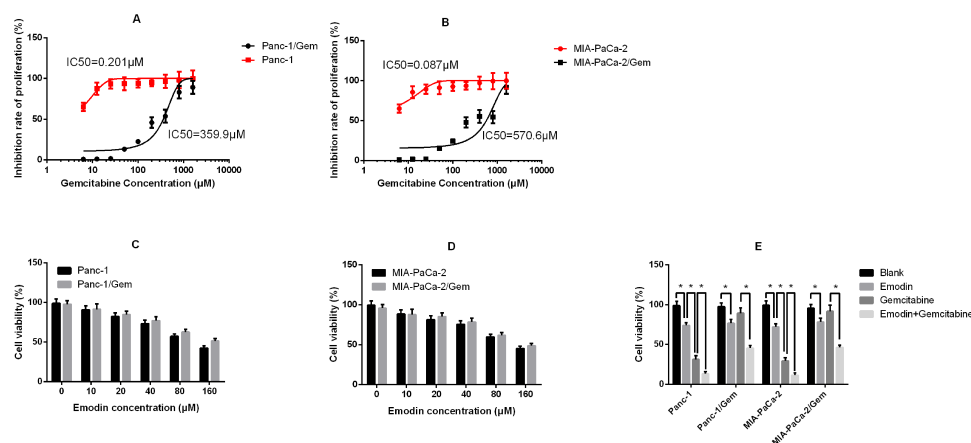 A
Inhibition rate of proliferation (%)
150
100
50
0
IC50=0.201µM
IC50=359.9µM
Panc-1/Gem
Panc-1
1
10
100
1000
10000
Gemcitabine Concentration (µM)
B
Inhibition rate of proliferation (%)
150
100
50
0
IC50=0.087µM
IC50=570.6µM
MIA-PaCa-2
MIA-PaCa-2/Gem
1
10
100
1000
10000
Gemcitabine Concentration (µM)
C
Cell viability (%)
150
100
50
0
Panc-1
Panc-1/Gem
0
10
20
40
80
160
Emodin concentration (µM)
D
Cell viability (%)
150
100
50
0
MIA-PaCa-2
MIA-PaCa-2/Gem
0
10
20
40
80
160
Emodin concentration (µM)
E
Cell viability (%)
150
100
50
0
* * *
* *
* * *
* *
Blank
Emodin
Gemcitabine
Emodin+Gemcitabine
Panc-1
Panc-1/Gem
MIA-PaCa-2
MIA-PaCa-2/Gem